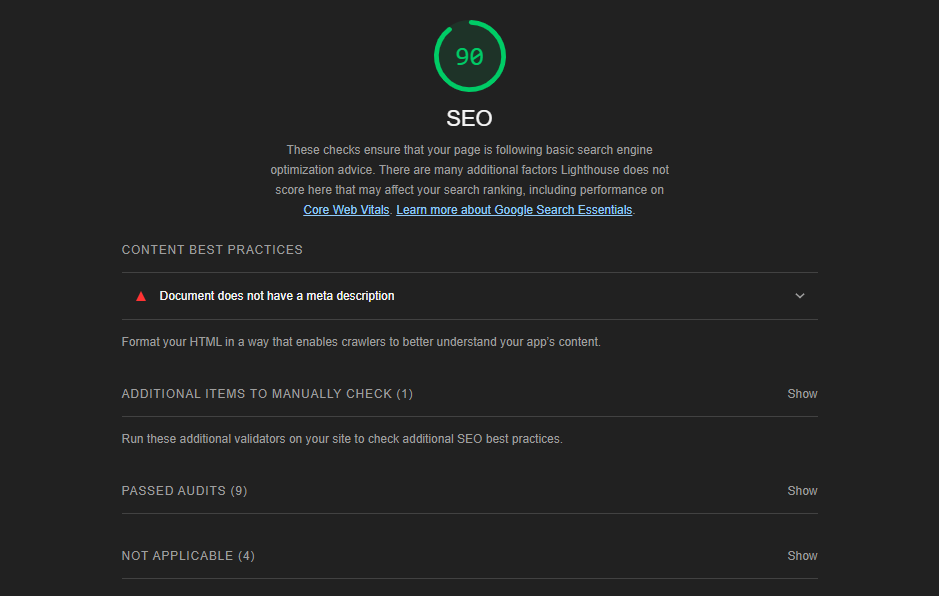 90
SEO
These checks ensure that your page is following basic search engine
optimization advice. There are many additional factors Lighthouse does not
score here that may affect your search ranking, including performance on
Core Web Vitals. Learn more about Google Search Essentials.
CONTENT BEST PRACTICES
Document does not have a meta description
Format your HTML in a way that enables crawlers to better understand your app's content.
ADDITIONAL ITEMS TO MANUALLY CHECK (1) Show
Run these additional validators on your site to check additional SEO best practices.
PASSED AUDITS (9) Show
NOT APPLICABLE (4) Show